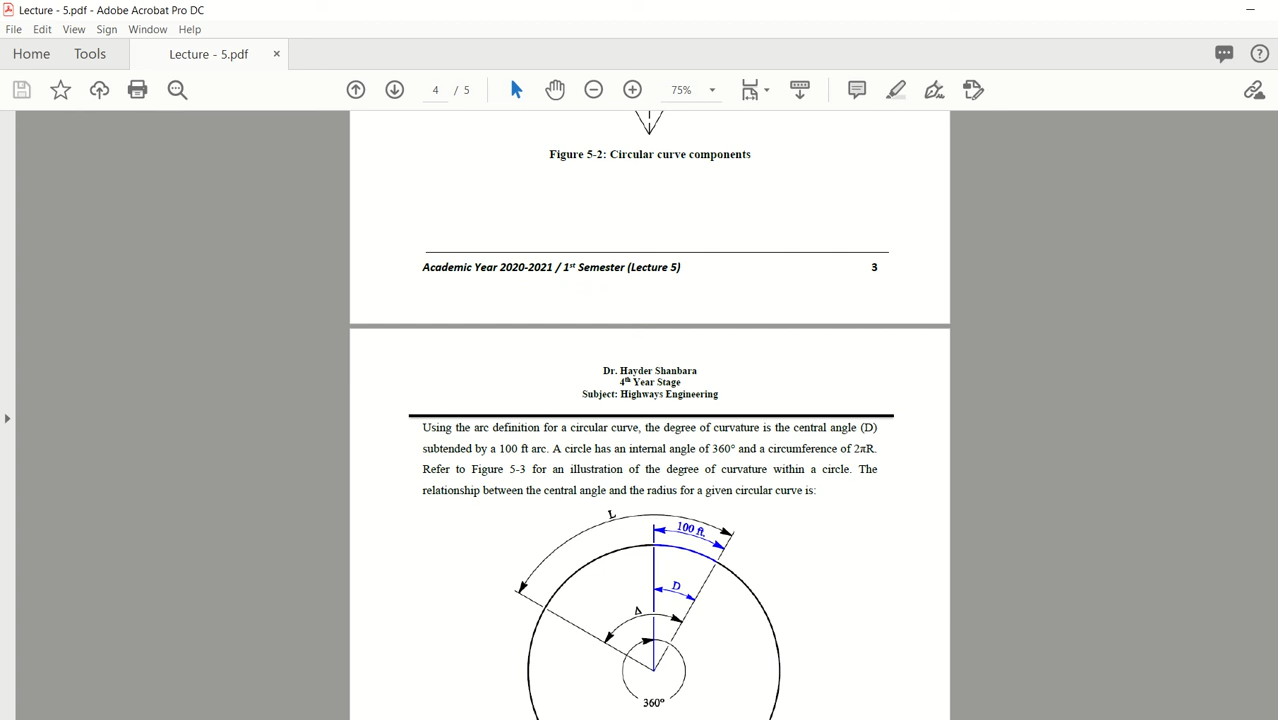 Lecture - 5.pdf - Adobe Acrobat Pro DC
File Edit View Sign Window Help
Home Tools Lecture - 5.pdf ×
4 / 5 75%
Figure 5-2: Circular curve components
Academic Year 2020-2021 / 1st Semester (Lecture 5) 3
Dr. Hayder Shanbara
4th Year Stage
Subject: Highways Engineering
Using the arc definition for a circular curve, the degree of curvature is the central angle (D)
subtended by a 100 ft arc. A circle has an internal angle of 360° and a circumference of 2πR.
Refer to Figure 5-3 for an illustration of the degree of curvature within a circle. The
relationship between the central angle and the radius for a given circular curve is:
L
100 ft.
D
Δ
360°